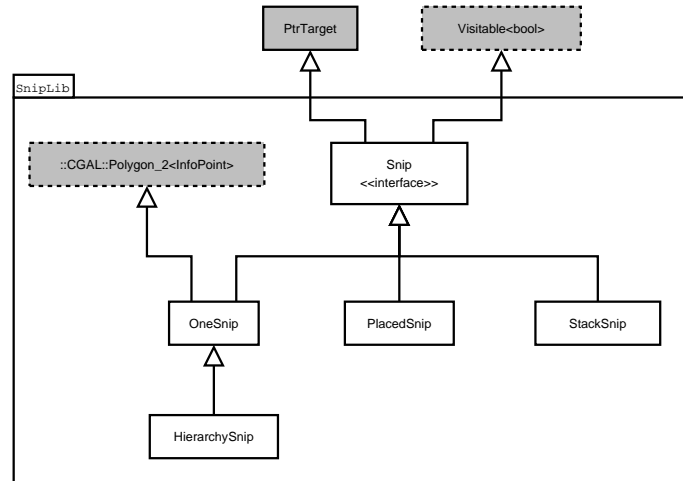 PtrTarget
Visitable<bool>
SnipLib
::CGAL::Polygon_2<InfoPoint>
Snip
<<interface>>
OneSnip
PlacedSnip
StackSnip
HierarchySnip